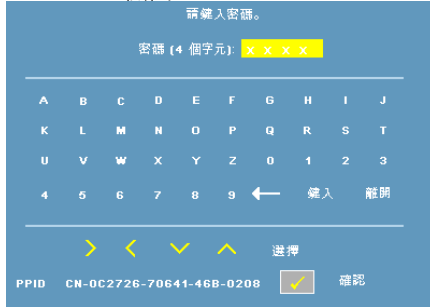 請鍵入密碼。
密碼 (4 個字元): x x x x
A B C D E F G H I J
K L M N O P Q R S T
U V W X Y Z 0 1 2 3
4 5 6 7 8 9 ← 鍵入 離開
> < ∨ ∧ 選擇
PPID CN-0C2726-70641-46B-0208 ✓ 確認